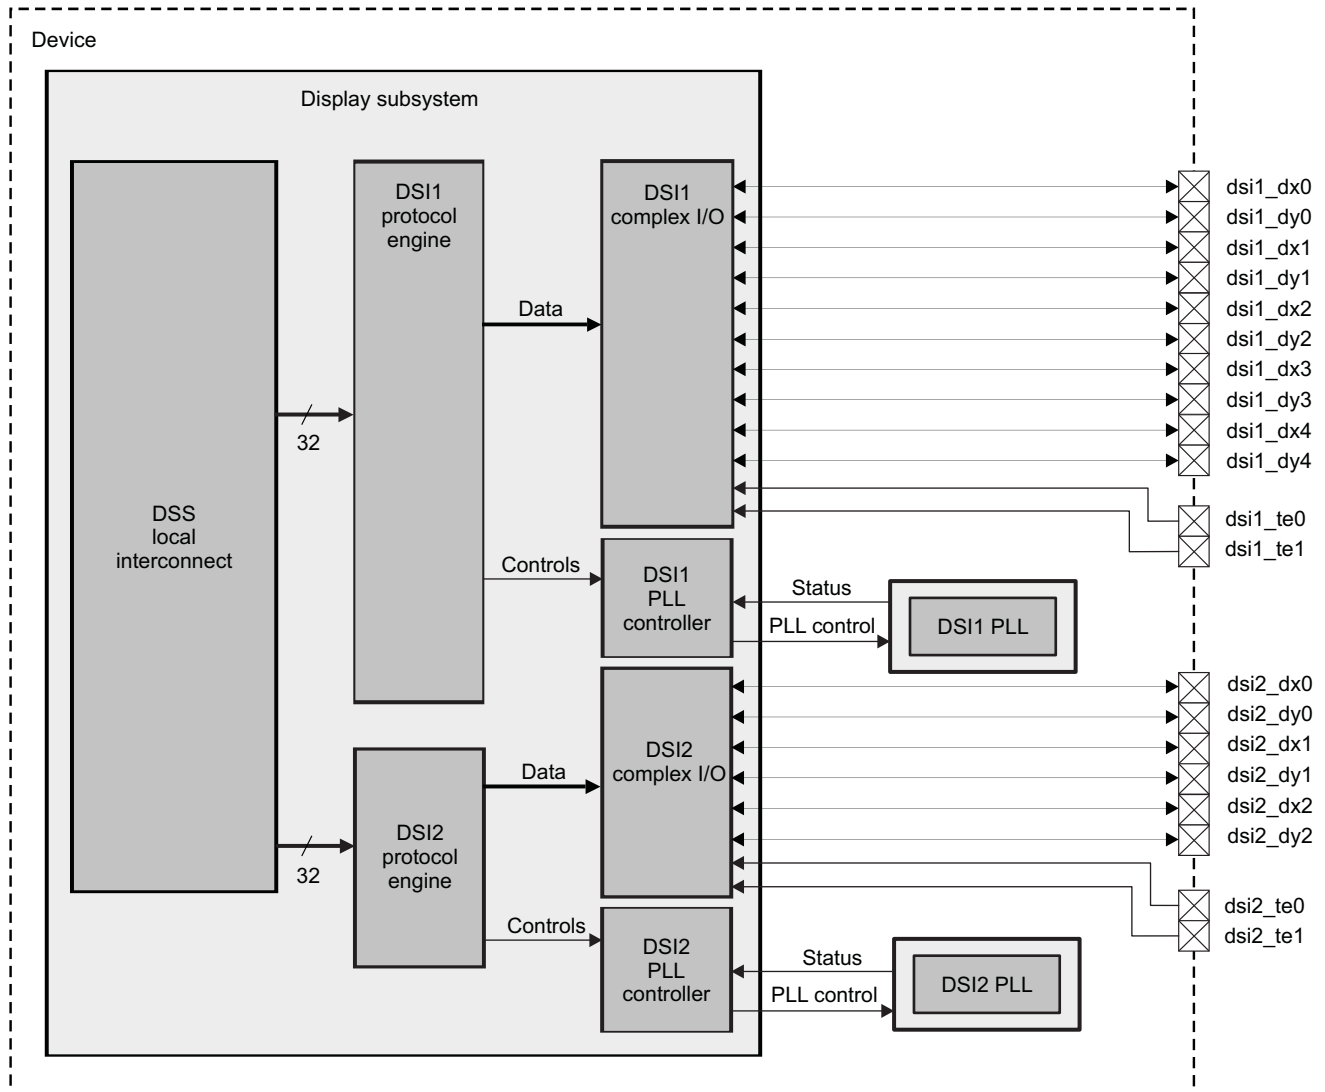 Device
Display subsystem
DSS
local
interconnect
32
32
DSI1
protocol
engine
Data
Controls
DSI1
complex I/O
DSI1
PLL
controller
Status
PLL control
DSI1 PLL
dsi1_dx0
dsi1_dy0
dsi1_dx1
dsi1_dy1
dsi1_dx2
dsi1_dy2
dsi1_dx3
dsi1_dy3
dsi1_dx4
dsi1_dy4
dsi1_te0
dsi1_te1
DSI2
protocol
engine
Data
Controls
DSI2
complex I/O
DSI2
PLL
controller
Status
PLL control
DSI2 PLL
dsi2_dx0
dsi2_dy0
dsi2_dx1
dsi2_dy1
dsi2_dx2
dsi2_dy2
dsi2_te0
dsi2_te1